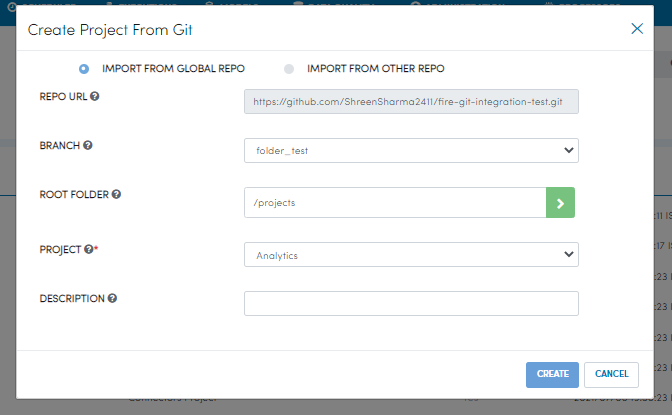 Create Project From Git
IMPORT FROM GLOBAL REPO
IMPORT FROM OTHER REPO
REPO URL
https://github.com/ShreenSharma2411/fire-git-integration-test.git
BRANCH
folder_test
ROOT FOLDER
/projects
PROJECT *
Analytics
DESCRIPTION
CREATE
CANCEL